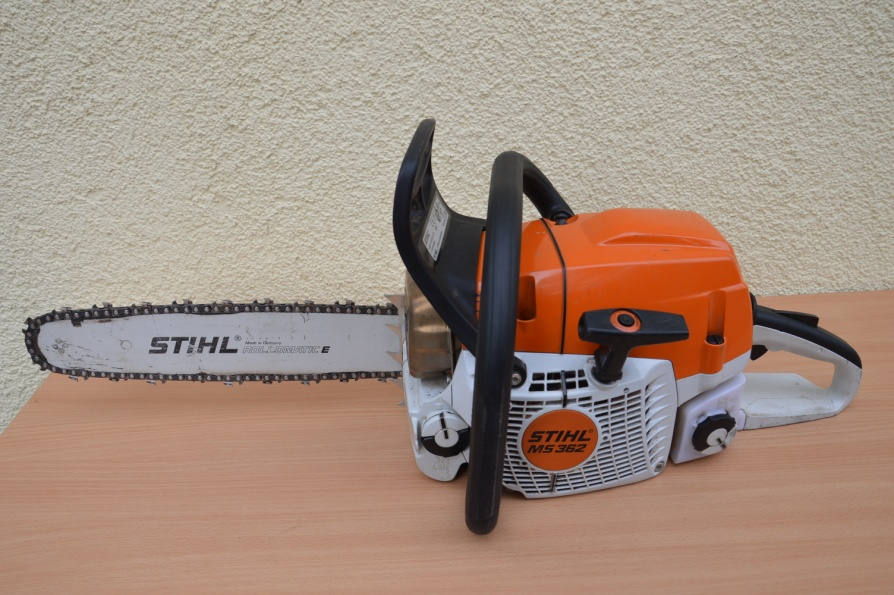 STIHL®
Made in Germany
ROLLOMATIC E
STIHL®
MS 362